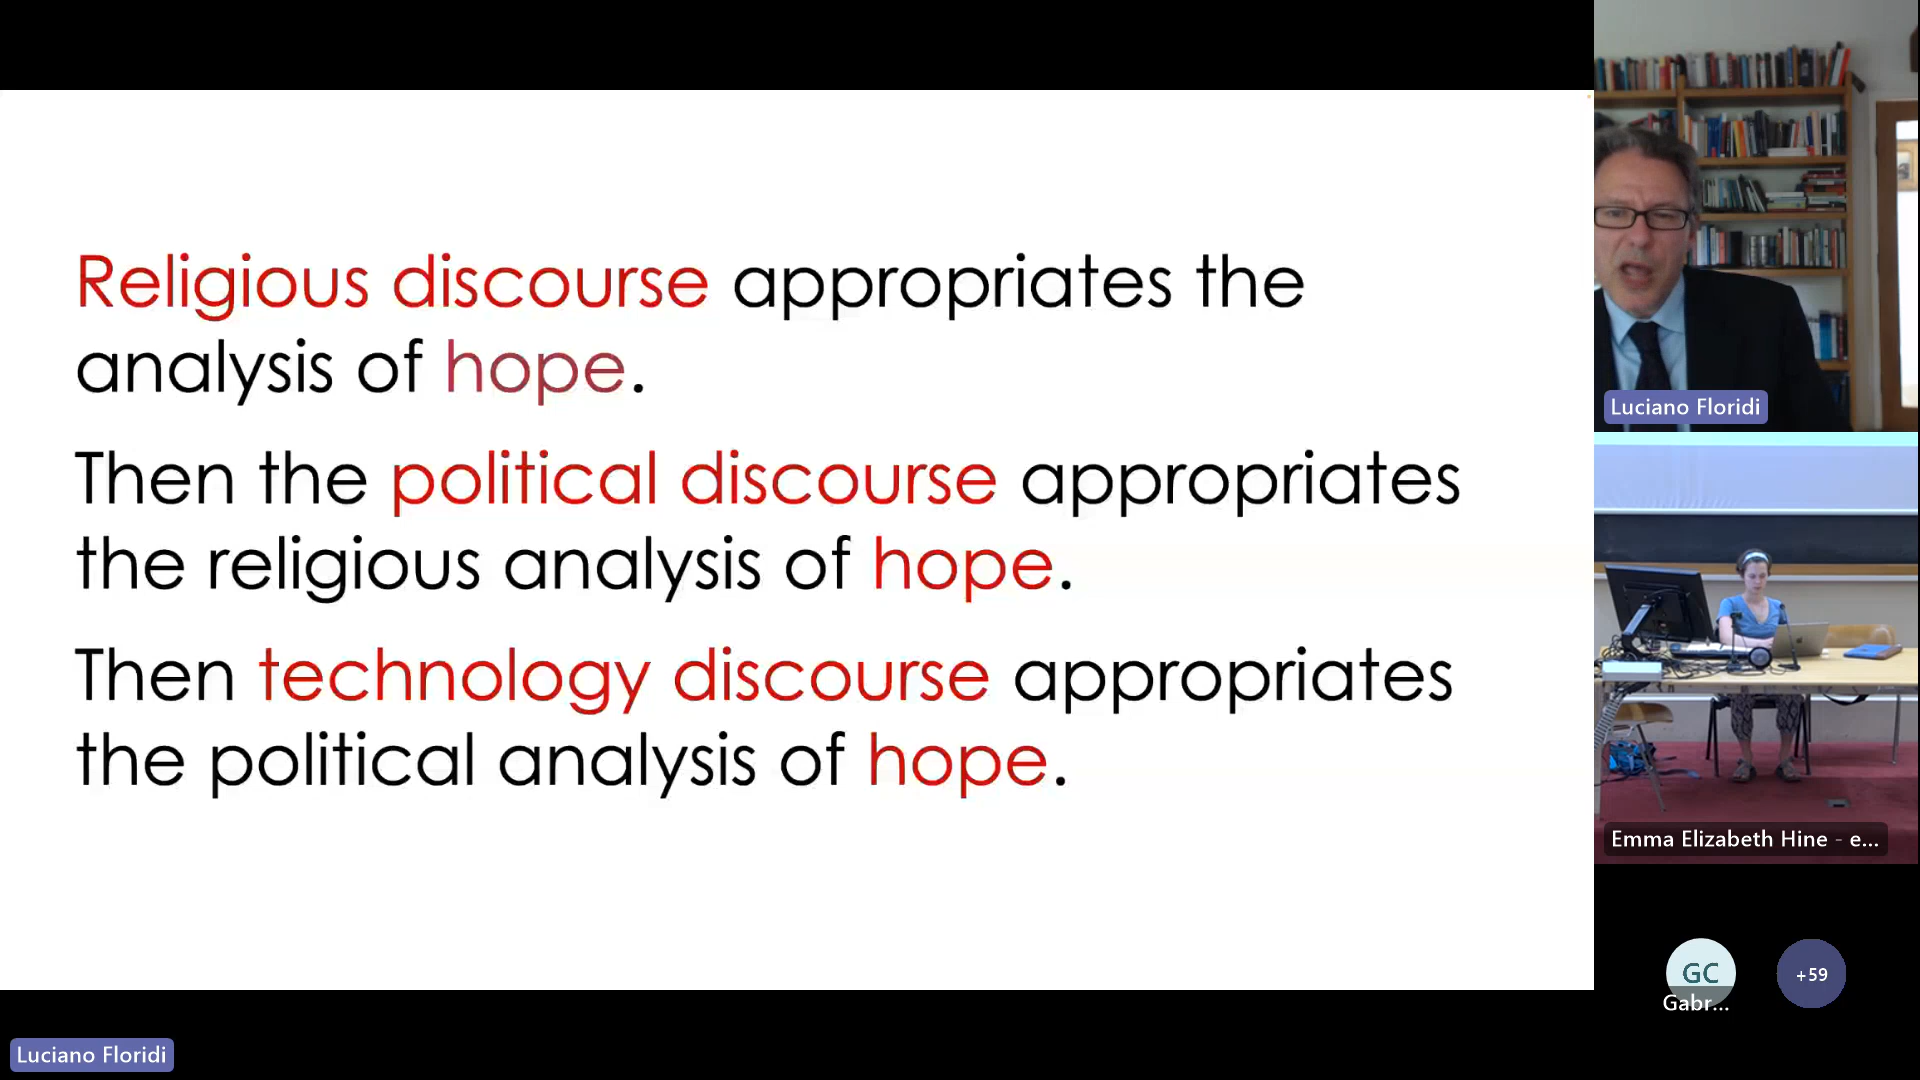 Religious discourse appropriates the
analysis of hope.
Then the political discourse appropriates
the religious analysis of hope.
Then technology discourse appropriates
the political analysis of hope.
Luciano Floridi
Emma Elizabeth Hine - e...
GC
Gabr...
+59
Luciano Floridi